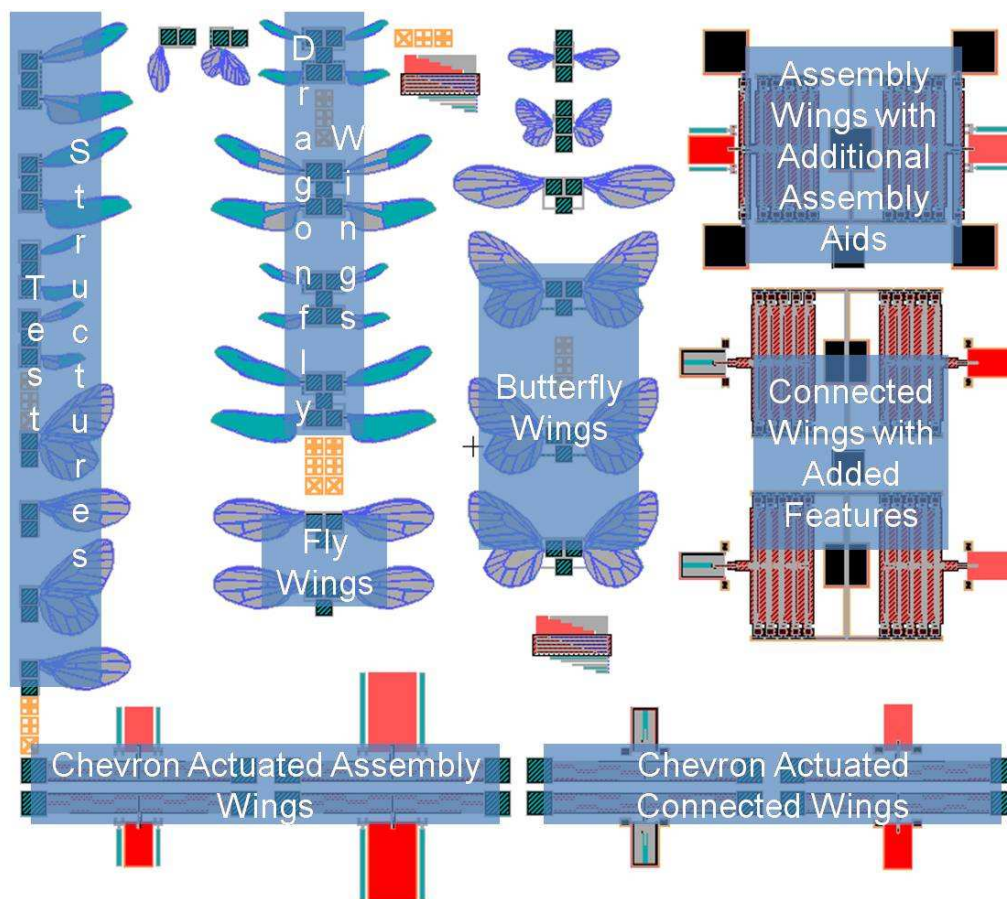 Test
Structures
Dragonfly
Wings
Fly
Wings
Butterfly
Wings
Assembly
Wings with
Additional
Assembly
Aids
Connected
Wings with
Added
Features
Chevron Actuated Assembly
Wings
Chevron Actuated
Connected Wings